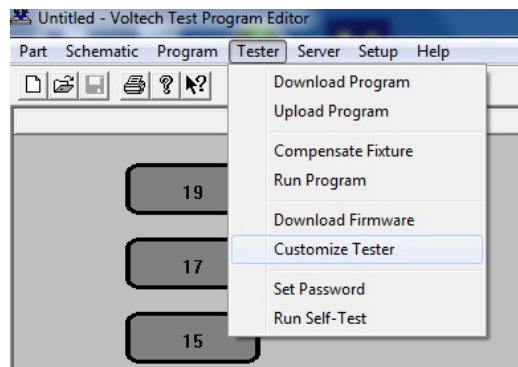 Untitled - Voltech Test Program Editor
Part Schematic Program Tester Server Setup Help
Download Program
Upload Program
Compensate Fixture
Run Program
Download Firmware
Customize Tester
Set Password
Run Self-Test
19
17
15